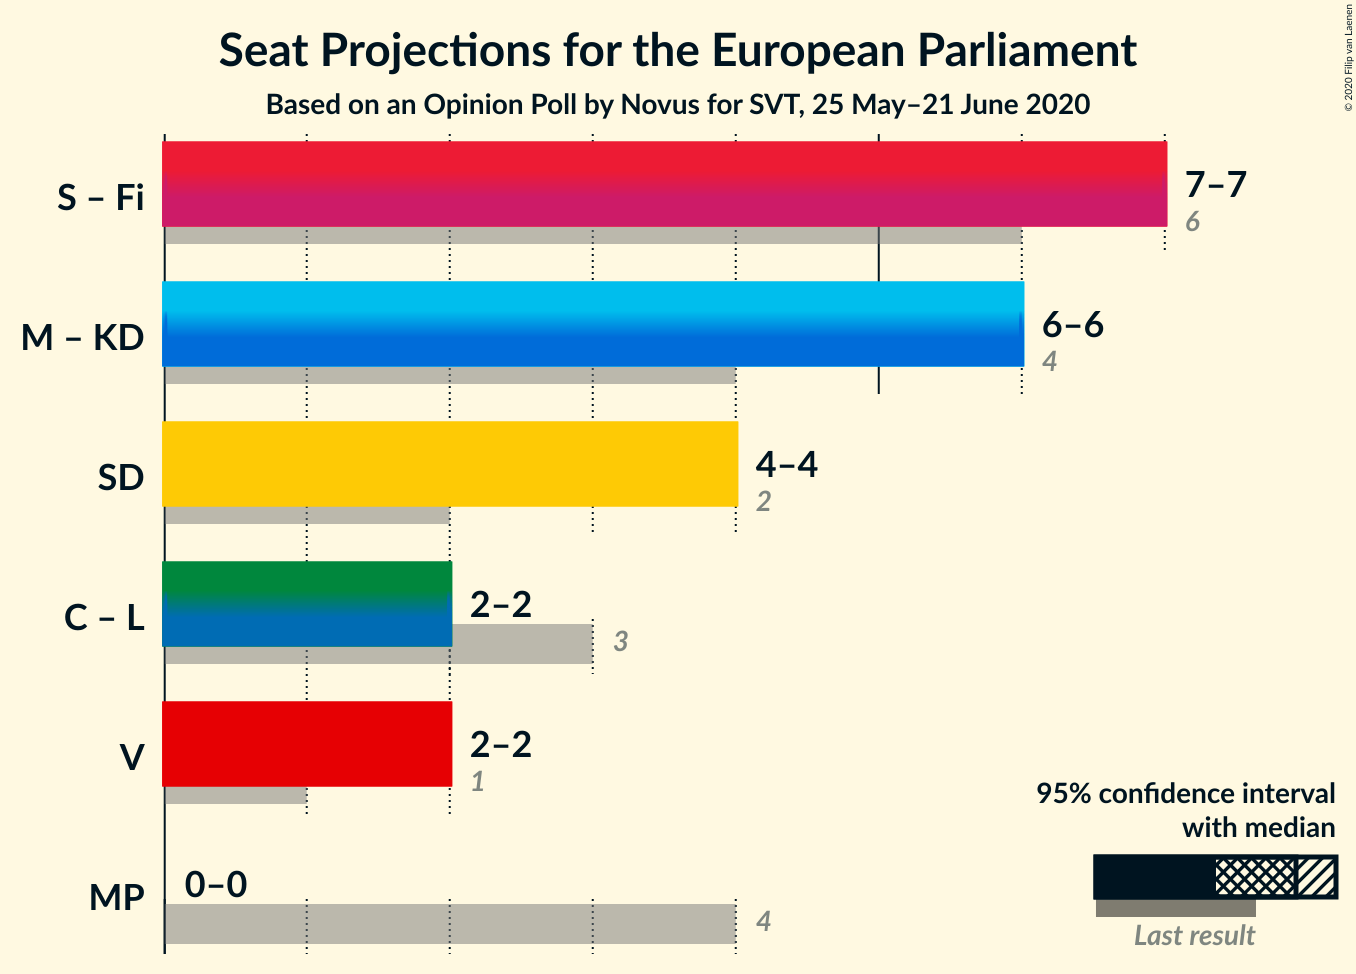 Seat Projections for the European Parliament
Based on an Opinion Poll by Novus for SVT, 25 May–21 June 2020
© 2020 Filip van Laenen
S – Fi
7–7
6
M – KD
6–6
4
SD
4–4
2
C – L
2–2
3
V
2–2
1
MP
0–0
4
95% confidence interval
with median
Last result